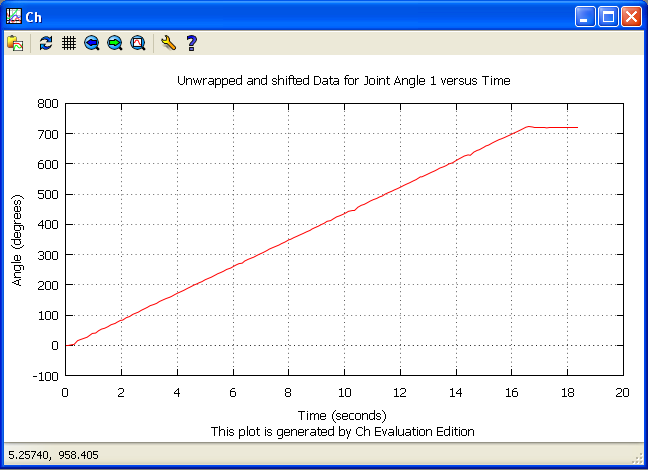 Ch
Unwrapped and shifted Data for Joint Angle 1 versus Time
800
700
600
500
400
300
200
100
0
-100
Angle (degrees)
0 2 4 6 8 10 12 14 16 18 20
Time (seconds)
This plot is generated by Ch Evaluation Edition
5.25740, 958.405